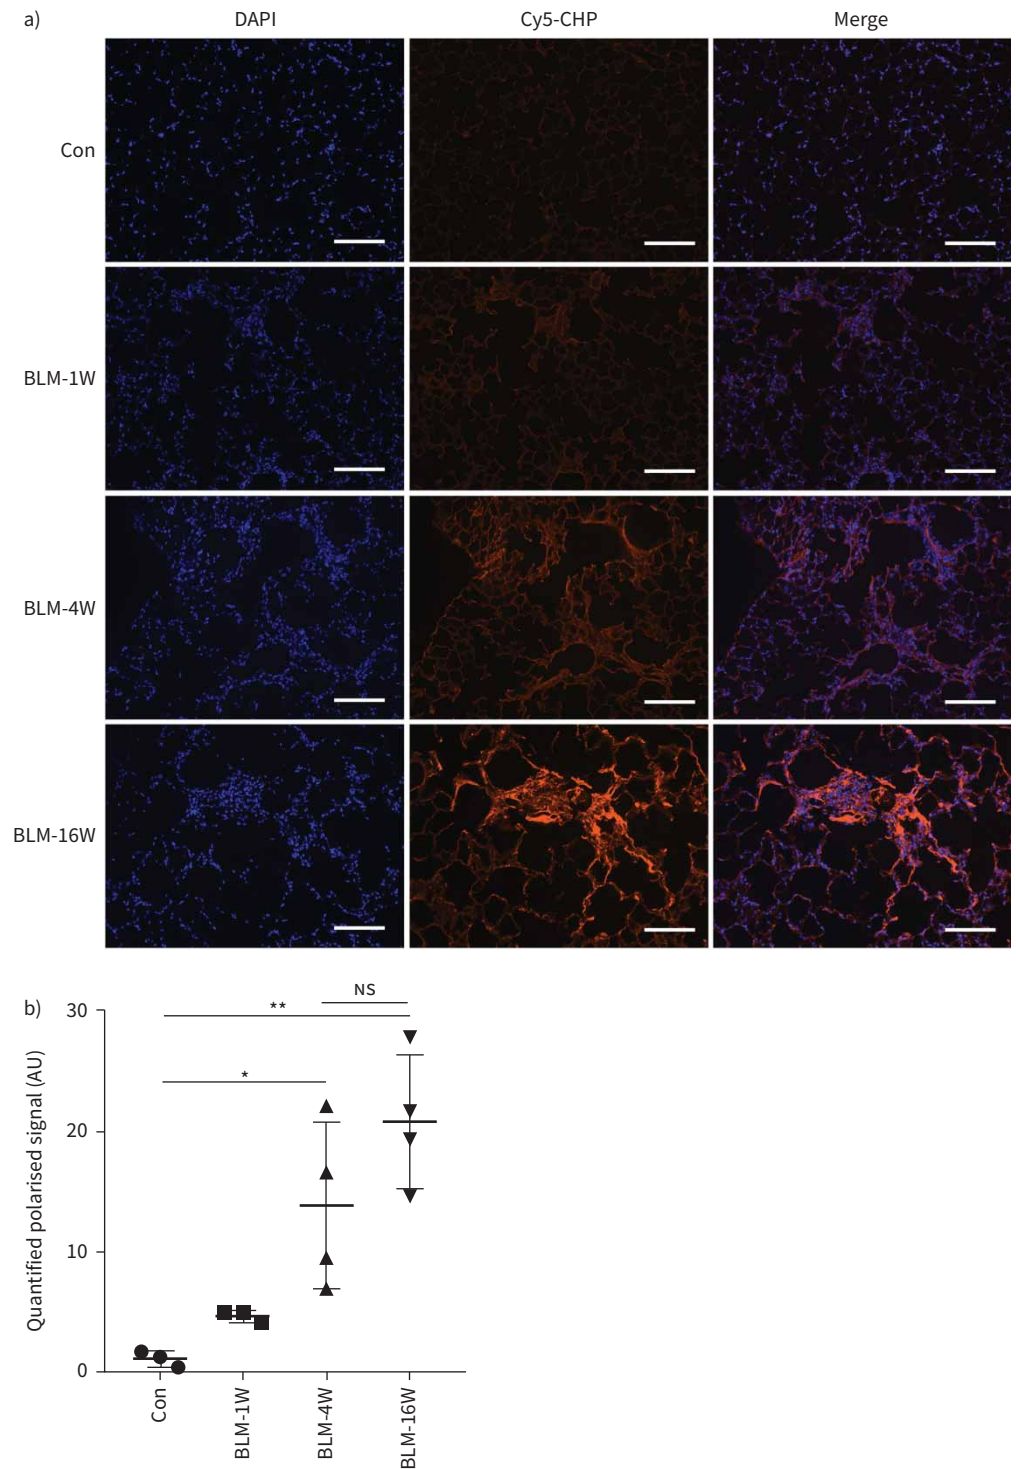 a)
DAPI
Cy5-CHP
Merge
Con
BLM-1W
BLM-4W
BLM-16W
b)
Quantified polarised signal (AU)
30
20
10
0
NS
**
*
Con
BLM-1W
BLM-4W
BLM-16W